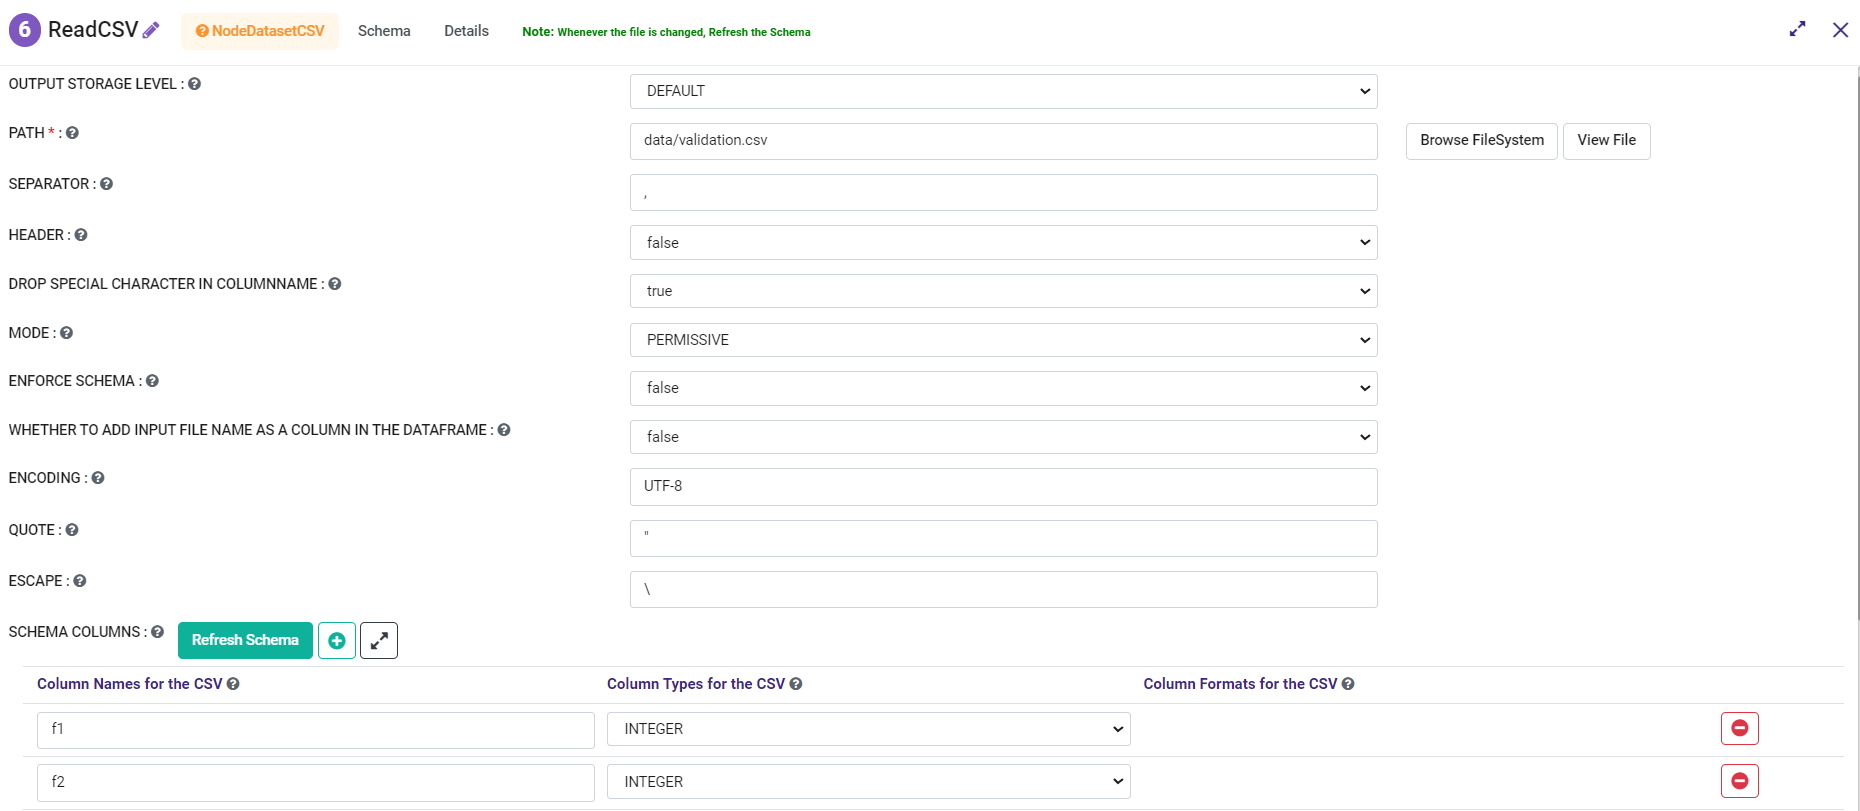 6 ReadCSV NodeDatasetCSV Schema Details Note: Whenever the file is changed, Refresh the Schema
OUTPUT STORAGE LEVEL : DEFAULT
PATH * : data/validation.csv Browse FileSystem View File
SEPARATOR : ,
HEADER : false
DROP SPECIAL CHARACTER IN COLUMNNAME : true
MODE : PERMISSIVE
ENFORCE SCHEMA : false
WHETHER TO ADD INPUT FILE NAME AS A COLUMN IN THE DATAFRAME : false
ENCODING : UTF-8
QUOTE : "
ESCAPE : \
SCHEMA COLUMNS : Refresh Schema
Column Names for the CSV Column Types for the CSV Column Formats for the CSV
f1 INTEGER
f2 INTEGER